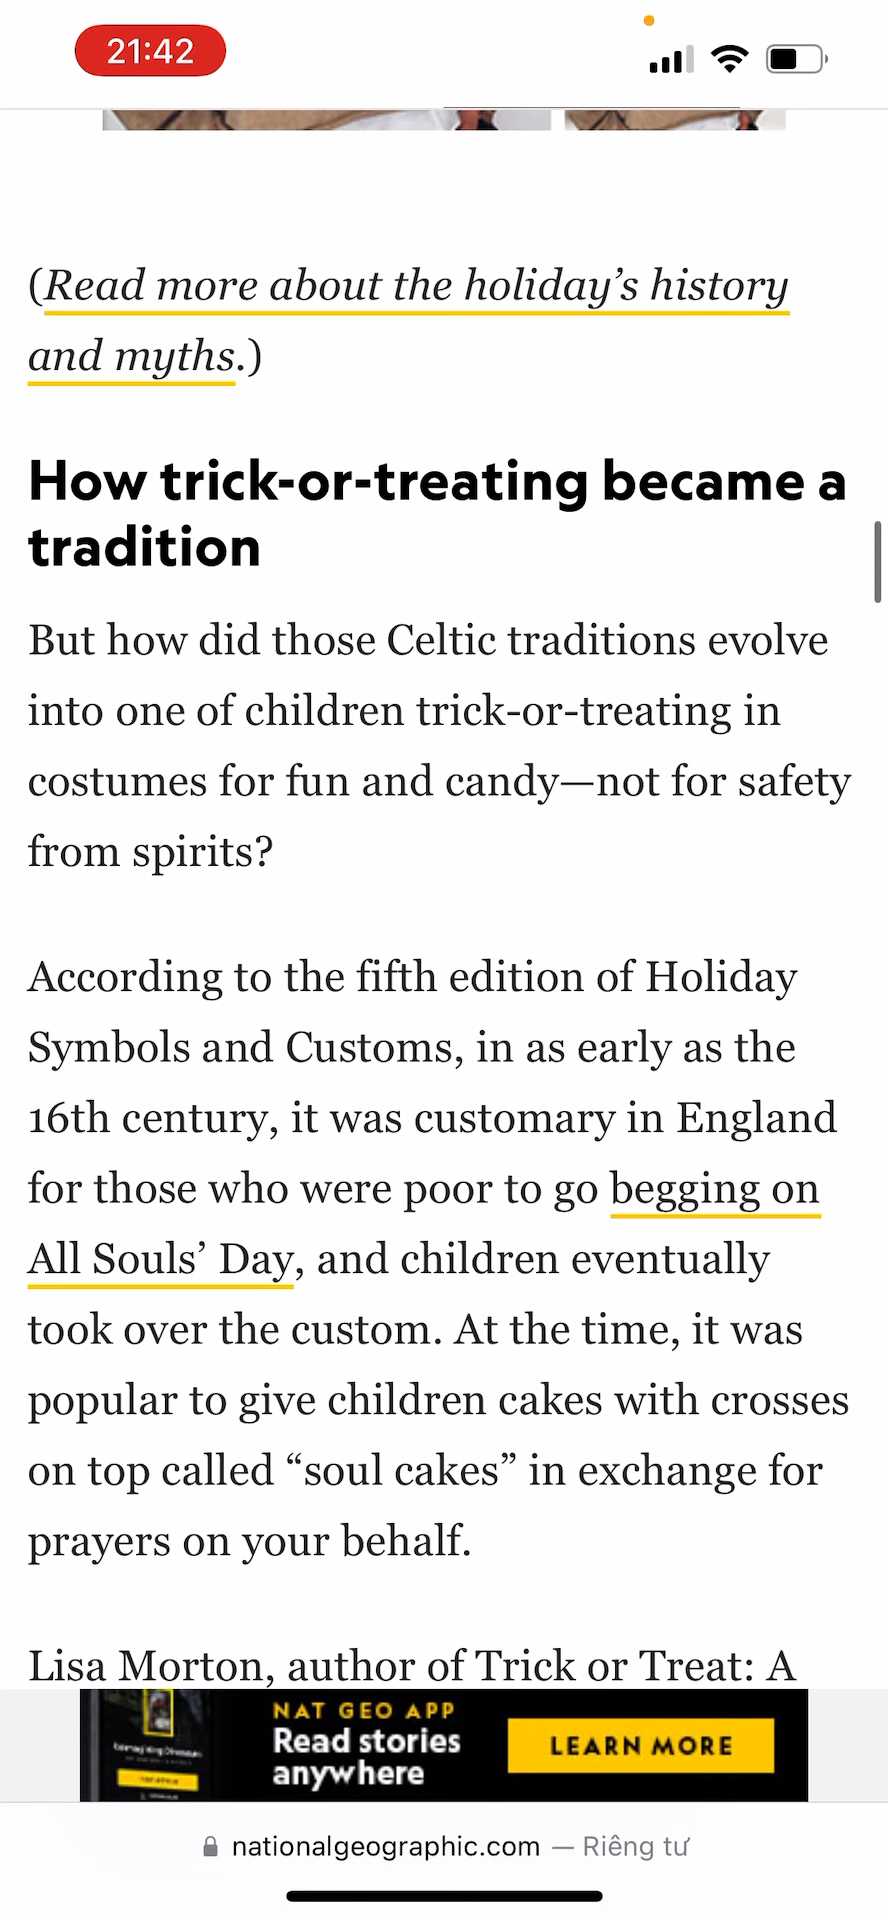 21:42
(Read more about the holiday’s history
and myths.)
How trick-or-treating became a
tradition
But how did those Celtic traditions evolve
into one of children trick-or-treating in
costumes for fun and candy—not for safety
from spirits?
According to the fifth edition of Holiday
Symbols and Customs, in as early as the
16th century, it was customary in England
for those who were poor to go begging on
All Souls’ Day, and children eventually
took over the custom. At the time, it was
popular to give children cakes with crosses
on top called “soul cakes” in exchange for
prayers on your behalf.
Lisa Morton, author of Trick or Treat: A
NAT GEO APP
Read stories
anywhere
LEARN MORE
nationalgeographic.com — Riêng tư